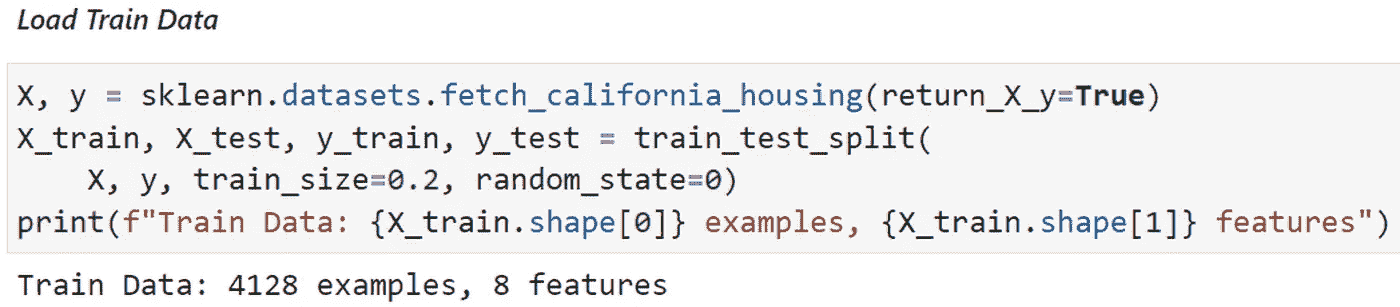 Load Train Data
X, y = sklearn.datasets.fetch_california_housing(return_X_y=True)
X_train, X_test, y_train, y_test = train_test_split(
    X, y, train_size=0.2, random_state=0)
print(f"Train Data: {X_train.shape[0]} examples, {X_train.shape[1]} features")
Train Data: 4128 examples, 8 features